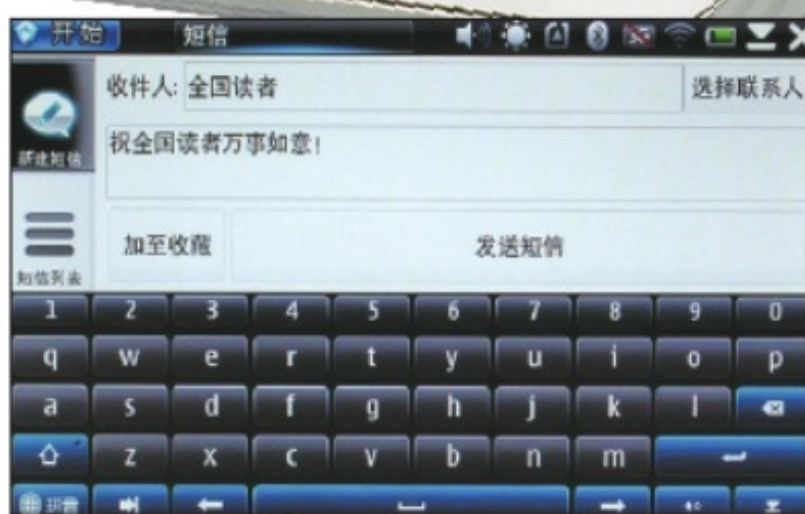 开始 短信
收件人: 全国读者 选择联系人
新建短信
祝全国读者万事如意!
加至收藏 发送短信
短信列表
1 2 3 4 5 6 7 8 9 0
q w e r t y u i o p
a s d f g h j k l
z x c v b n m
拼音